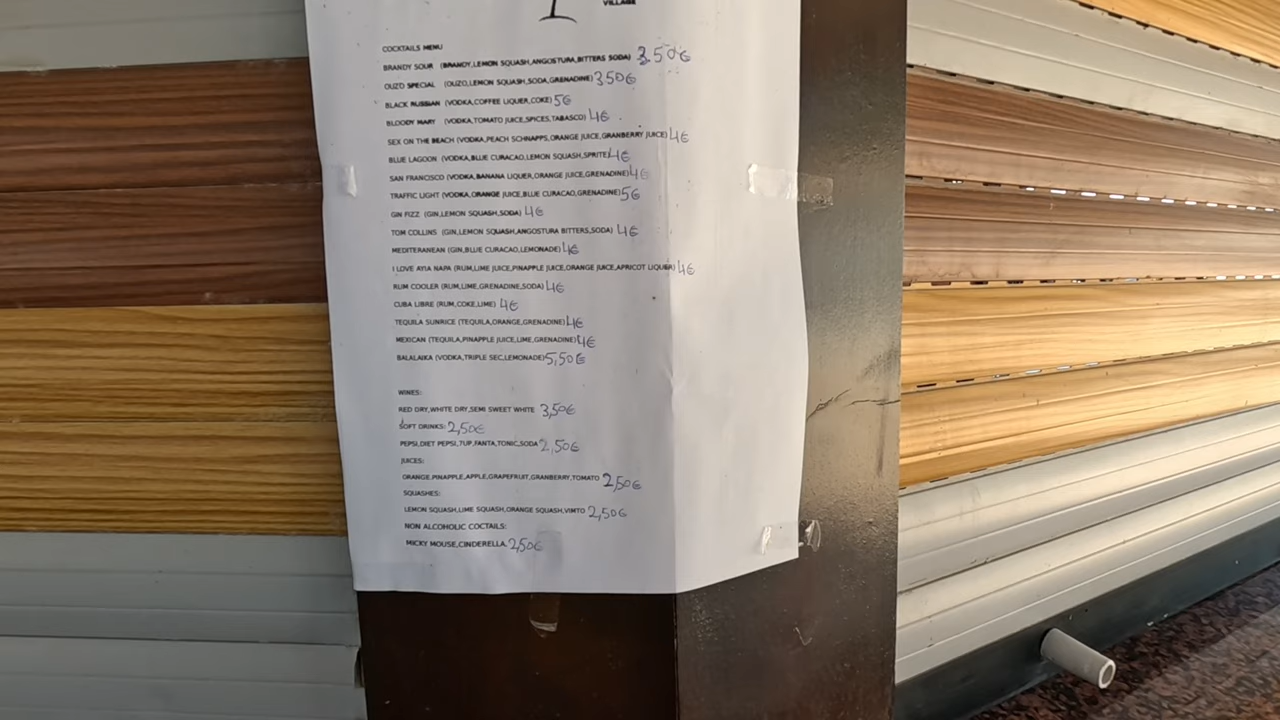 VILLAGE
COCKTAILS MENU
BRANDY SOUR (BRANDY,LEMON SQUASH,ANGOSTURA,BITTERS SODA) 3.50€
OUZO SPECIAL (OUZO,LEMON SQUASH,SODA,GRENADINE) 350€
BLACK RUSSIAN (VODKA,COFFEE LIQUER,COKE) 5€
BLOODY MARY (VODKA,TOMATO JUICE,SPICES,TABASCO) 4€
SEX ON THE BEACH (VODKA,PEACH SCHNAPPS,ORANGE JUICE,GRANBERRY JUICE) 4€
BLUE LAGOON (VODKA,BLUE CURACAO,LEMON SQUASH,SPRITE) 4€
SAN FRANCISCO (VODKA,BANANA LIQUER,ORANGE JUICE,GRENADINE) 4€
TRAFFIC LIGHT (VODKA,ORANGE JUICE,BLUE CURACAO,GRENADINE) 5€
GIN FIZZ (GIN,LEMON SQUASH,SODA) 4€
TOM COLLINS (GIN,LEMON SQUASH,ANGOSTURA BITTERS,SODA) 4€
MEDITERANEAN (GIN,BLUE CURACAO,LEMONADE) 4€
I LOVE AYIA NAPA (RUM,LIME JUICE,PINAPPLE JUICE,ORANGE JUICE,APRICOT LIQUER) 4€
RUM COOLER (RUM,LIME,GRENADINE,SODA) 4€
CUBA LIBRE (RUM,COKE,LIME) 4€
TEQUILA SUNRICE (TEQUILA,ORANGE,GRENADINE) 4€
MEXICAN (TEQUILA,PINAPPLE JUICE,LIME,GRENADINE) 4€
BALALAIKA (VODKA,TRIPLE SEC,LEMONADE) 5,50€
WINES:
RED DRY,WHITE DRY,SEMI SWEET WHITE 3,50€
SOFT DRINKS: 2,50€
PEPSI,DIET PEPSI,7UP,FANTA,TONIC,SODA 2,50€
JUICES:
ORANGE,PINAPPLE,APPLE,GRAPEFRUIT,GRANBERRY,TOMATO 2,50€
SQUASHES:
LEMON SQUASH,LIME SQUASH,ORANGE SQUASH,VIMTO 2,50€
NON ALCOHOLIC COCTAILS:
MICKY MOUSE,CINDERELLA, 2,50€